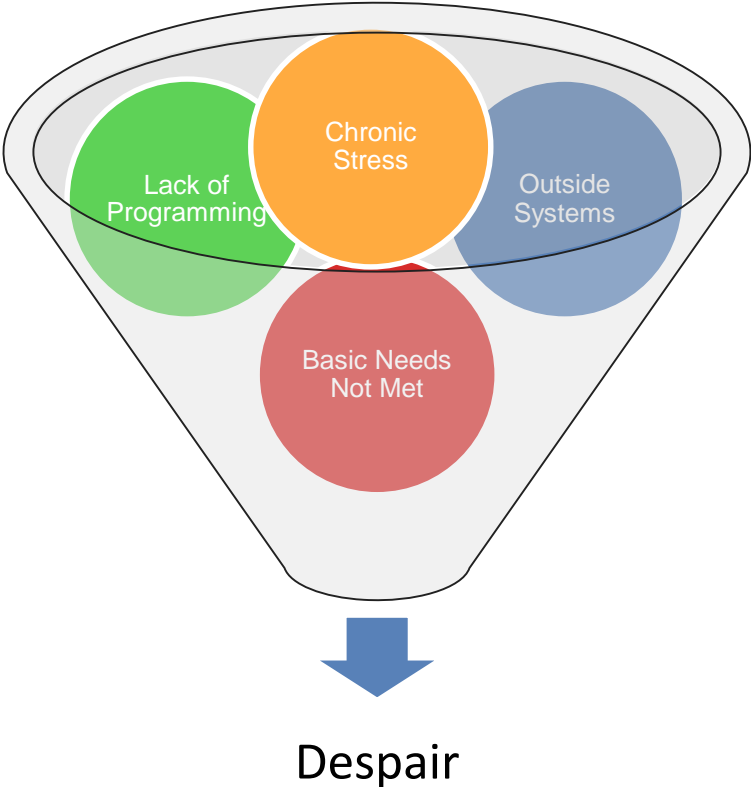 Chronic
Stress
Lack of
Programming
Outside
Systems
Basic Needs
Not Met
Despair